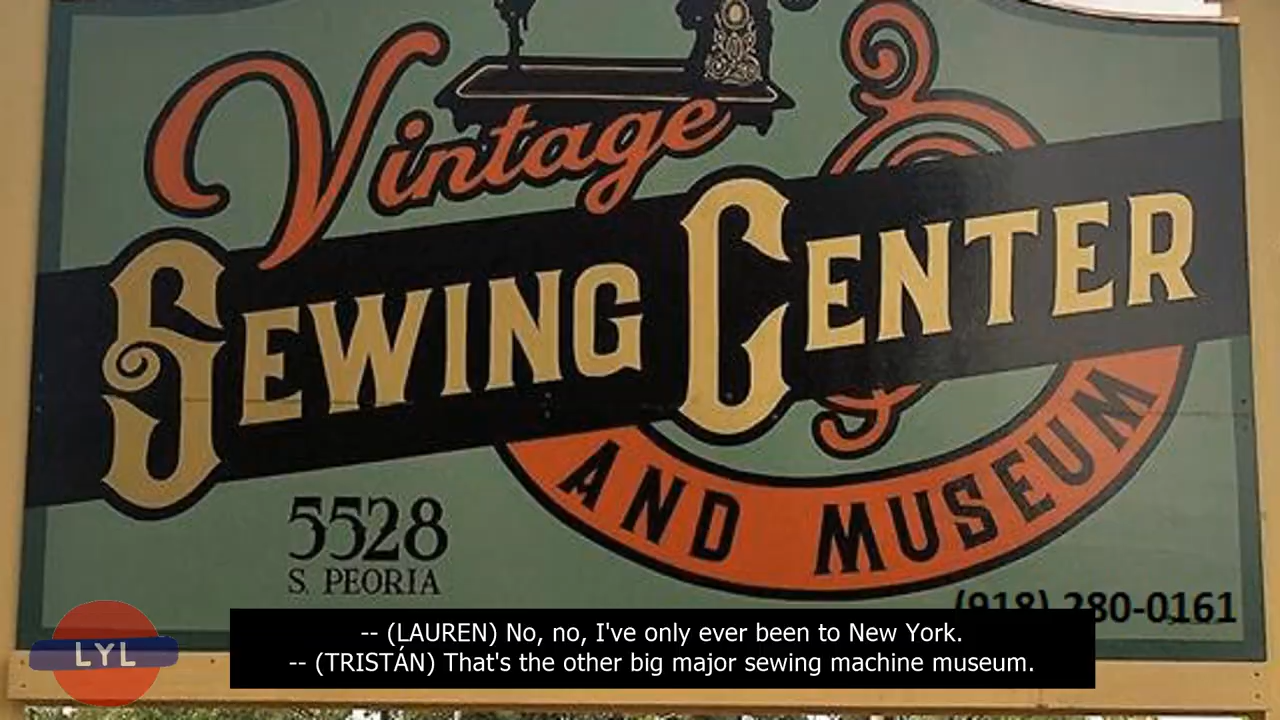 Vintage
SEWING CENTER
AND MUSEUM
5528
S. PEORIA
(918) 280-0161
LYL
-- (LAUREN) No, no, I've only ever been to New York.
-- (TRISTÁN) That's the other big major sewing machine museum.